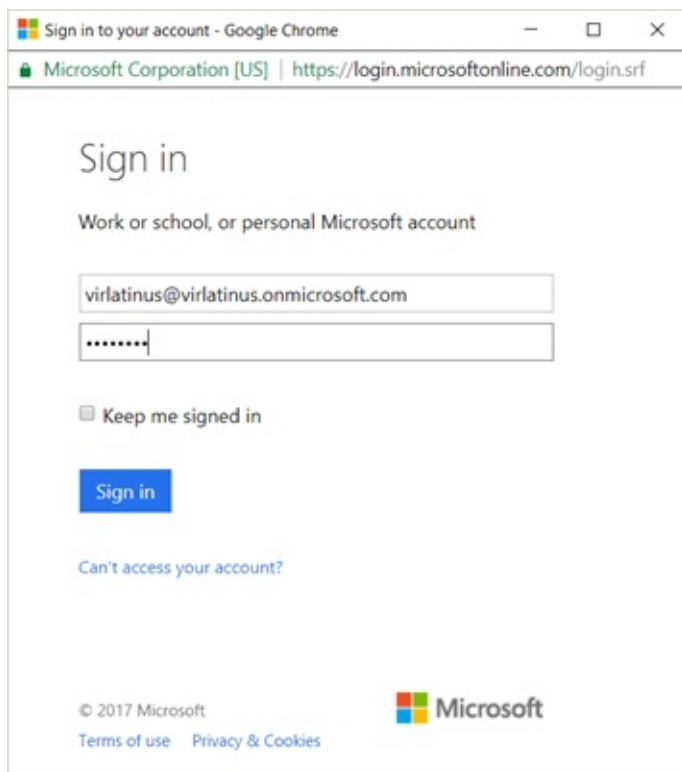 Sign in to your account - Google Chrome
Microsoft Corporation [US] | https://login.microsoftonline.com/login.srf
Sign in
Work or school, or personal Microsoft account
virlatinus@virlatinus.onmicrosoft.com
••••••••
Keep me signed in
Sign in
Can't access your account?
© 2017 Microsoft
Microsoft
Terms of use Privacy & Cookies